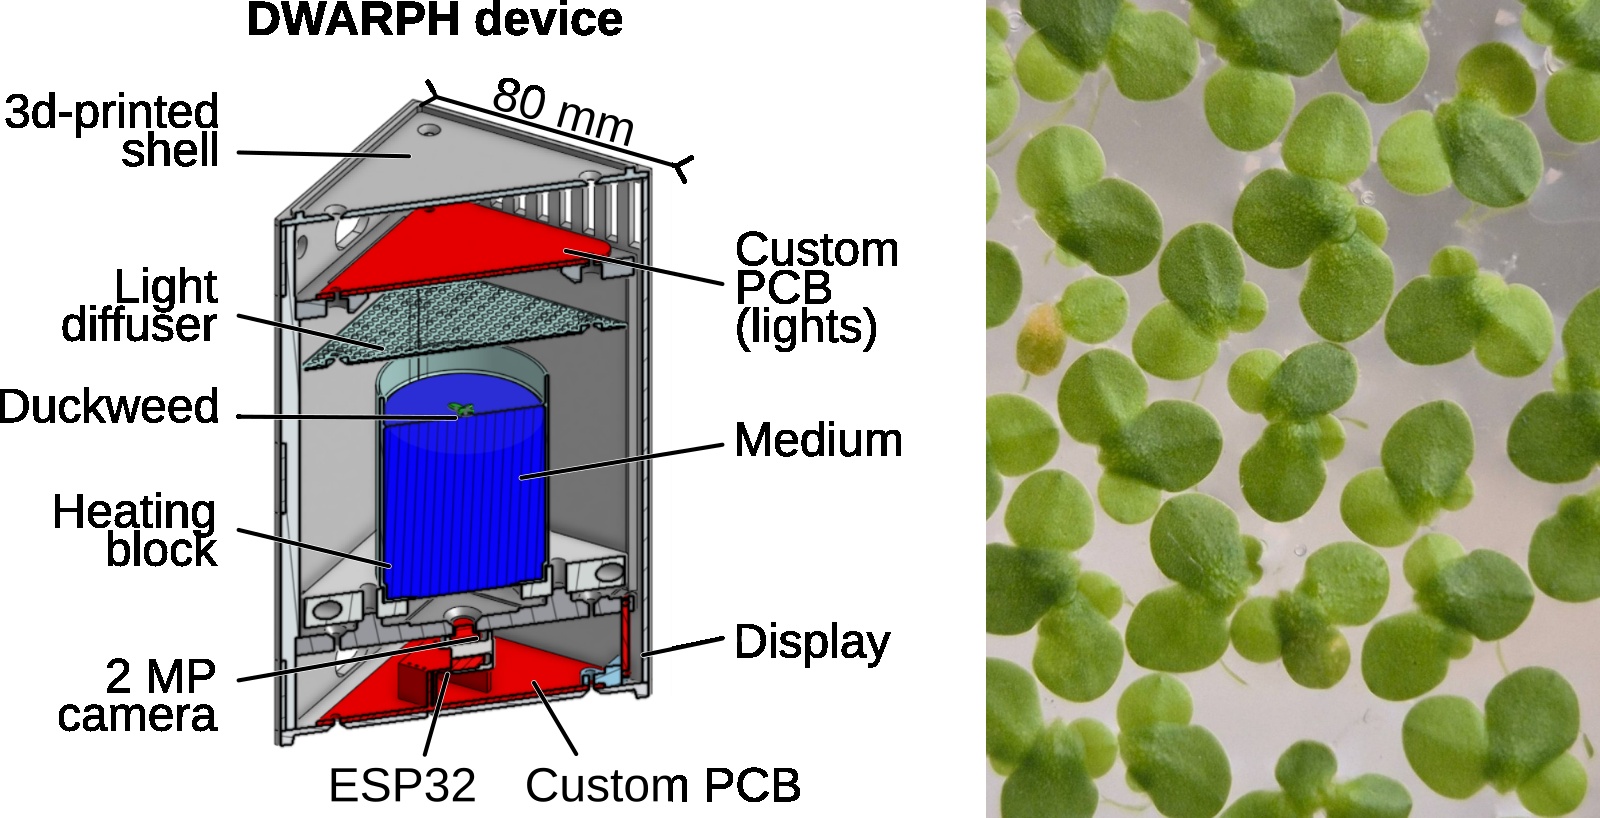 DWARPH device
80 mm
3d-printed
shell
Light
diffuser
Duckweed
Heating
block
2 MP
camera
ESP32
Custom PCB
Custom
PCB
(lights)
Medium
Display